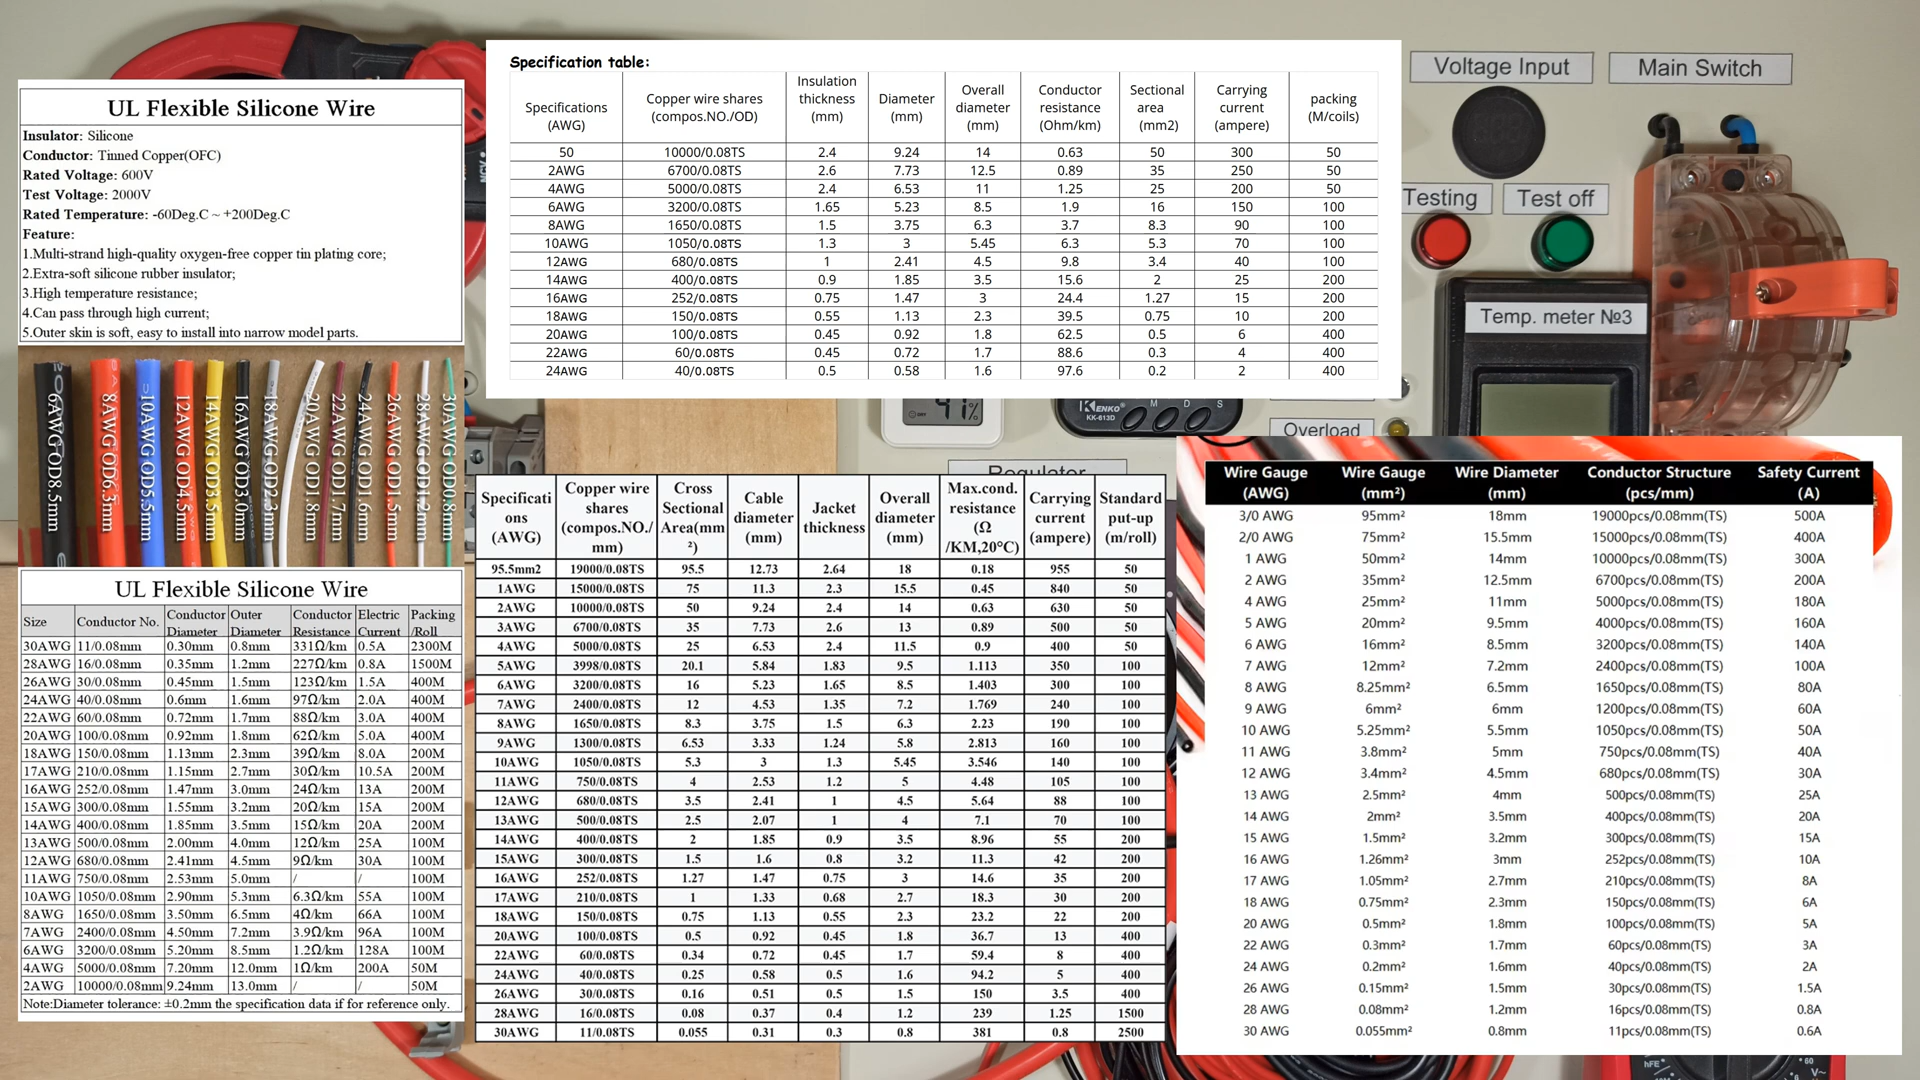 UL Flexible Silicone Wire
Insulator: Silicone
Conductor: Tinned Copper(OFC)
Rated Voltage: 600V
Test Voltage: 2000V
Rated Temperature: -60Deg.C ~ +200Deg.C
Feature:
1.Multi-strand high-quality oxygen-free copper tin plating core;
2.Extra-soft silicone rubber insulator;
3.High temperature resistance;
4.Can pass through high current;
5.Outer skin is soft, easy to install into narrow model parts.
6AWG OD8.5mm
8AWG OD6.5mm
10AWG OD5.5mm
12AWG OD4.5mm
14AWG OD3.5mm
16AWG OD3.0mm
18AWG OD2.3mm
20AWG OD1.8mm
22AWG OD1.7mm
24AWG OD1.6mm
26AWG OD1.5mm
28AWG OD1.2mm
30AWG OD0.8mm
UL Flexible Silicone Wire
Size Conductor No. Conductor Diameter Outer Diameter Conductor Resistance Electric Current Packing /Roll
30AWG 11/0.08mm 0.30mm 0.8mm 331Ω/km 0.5A 2300M
28AWG 16/0.08mm 0.35mm 1.2mm 227Ω/km 0.8A 1500M
26AWG 30/0.08mm 0.45mm 1.5mm 123Ω/km 1.5A 400M
24AWG 40/0.08mm 0.6mm 1.6mm 97Ω/km 2.0A 400M
22AWG 60/0.08mm 0.72mm 1.7mm 88Ω/km 3.0A 400M
20AWG 100/0.08mm 0.92mm 1.8mm 62Ω/km 5.0A 400M
18AWG 150/0.08mm 1.13mm 2.3mm 39Ω/km 8.0A 200M
17AWG 210/0.08mm 1.15mm 2.7mm 30Ω/km 10.5A 200M
16AWG 252/0.08mm 1.47mm 3.0mm 24Ω/km 13A 200M
15AWG 300/0.08mm 1.55mm 3.2mm 20Ω/km 15A 200M
14AWG 400/0.08mm 1.85mm 3.5mm 15Ω/km 20A 200M
13AWG 500/0.08mm 2.00mm 4.0mm 12Ω/km 25A 100M
12AWG 680/0.08mm 2.41mm 4.5mm 9Ω/km 30A 100M
11AWG 750/0.08mm 2.53mm 5.0mm / / 100M
10AWG 1050/0.08mm 2.90mm 5.3mm 6.3Ω/km 55A 100M
8AWG 1650/0.08mm 3.50mm 6.5mm 4Ω/km 66A 100M
7AWG 2400/0.08mm 4.50mm 7.2mm 3.9Ω/km 96A 100M
6AWG 3200/0.08mm 5.20mm 8.5mm 1.2Ω/km 128A 100M
4AWG 5000/0.08mm 7.20mm 12.0mm 1Ω/km 200A 50M
2AWG 10000/0.08mm 9.24mm 13.0mm / / 50M
Note:Diameter tolerance: ±0.2mm the specification data if for reference only.
Specification table:
Specifications (AWG) Copper wire shares (compos.NO./OD) Insulation thickness (mm) Diameter (mm) Overall diameter (mm) Conductor resistance (Ohm/km) Sectional area (mm2) Carrying current (ampere) packing (M/coils)
50 10000/0.08TS 2.4 9.24 14 0.63 50 300 50
2AWG 6700/0.08TS 2.6 7.73 12.5 0.89 35 250 50
4AWG 5000/0.08TS 2.4 6.53 11 1.25 25 200 50
6AWG 3200/0.08TS 1.65 5.23 8.5 1.9 16 150 100
8AWG 1650/0.08TS 1.5 3.75 6.3 3.7 8.3 90 100
10AWG 1050/0.08TS 1.3 3 5.45 6.3 5.3 70 100
12AWG 680/0.08TS 1 2.41 4.5 9.8 3.4 40 100
14AWG 400/0.08TS 0.9 1.85 3.5 15.6 2 25 200
16AWG 252/0.08TS 0.75 1.47 3 24.4 1.27 15 200
18AWG 150/0.08TS 0.55 1.13 2.3 39.5 0.75 10 200
20AWG 100/0.08TS 0.45 0.92 1.8 62.5 0.5 6 400
22AWG 60/0.08TS 0.45 0.72 1.7 88.6 0.3 4 400
24AWG 40/0.08TS 0.5 0.58 1.6 97.6 0.2 2 400
Voltage Input
Main Switch
Testing
Test off
Temp. meter №3
41%
KENKO
KK-613D
M D S
Overload
Regulator
Specificati ons (AWG) Copper wire shares (compos.NO./ mm) Cross Sectional Area(mm ²) Cable diameter (mm) Jacket thickness Overall diameter (mm) Max.cond. resistance (Ω /KM,20°C) Carrying current (ampere) Standard put-up (m/roll)
95.5mm2 19000/0.08TS 95.5 12.73 2.64 18 0.18 955 50
1AWG 15000/0.08TS 75 11.3 2.3 15.5 0.45 840 50
2AWG 10000/0.08TS 50 9.24 2.4 14 0.63 630 50
3AWG 6700/0.08TS 35 7.73 2.6 13 0.89 500 50
4AWG 5000/0.08TS 25 6.53 2.4 11.5 0.9 400 50
5AWG 3998/0.08TS 20.1 5.84 1.83 9.5 1.113 350 100
6AWG 3200/0.08TS 16 5.23 1.65 8.5 1.403 300 100
7AWG 2400/0.08TS 12 4.53 1.35 7.2 1.769 240 100
8AWG 1650/0.08TS 8.3 3.75 1.5 6.3 2.23 190 100
9AWG 1300/0.08TS 6.53 3.33 1.24 5.8 2.813 160 100
10AWG 1050/0.08TS 5.3 3 1.3 5.45 3.546 140 100
11AWG 750/0.08TS 4 2.53 1.2 5 4.48 105 100
12AWG 680/0.08TS 3.5 2.41 1 4.5 5.64 88 100
13AWG 500/0.08TS 2.5 2.07 1 4 7.1 70 100
14AWG 400/0.08TS 2 1.85 0.9 3.5 8.96 55 200
15AWG 300/0.08TS 1.5 1.6 0.8 3.2 11.3 42 200
16AWG 252/0.08TS 1.27 1.47 0.75 3 14.6 35 200
17AWG 210/0.08TS 1 1.33 0.68 2.7 18.3 30 200
18AWG 150/0.08TS 0.75 1.13 0.55 2.3 23.2 22 200
20AWG 100/0.08TS 0.5 0.92 0.45 1.8 36.7 13 400
22AWG 60/0.08TS 0.34 0.72 0.45 1.7 59.4 8 400
24AWG 40/0.08TS 0.25 0.58 0.5 1.6 94.2 5 400
26AWG 30/0.08TS 0.16 0.51 0.5 1.5 150 3.5 400
28AWG 16/0.08TS 0.08 0.37 0.4 1.2 239 1.25 1500
30AWG 11/0.08TS 0.055 0.31 0.3 0.8 381 0.8 2500
Wire Gauge (AWG) Wire Gauge (mm²) Wire Diameter (mm) Conductor Structure (pcs/mm) Safety Current (A)
3/0 AWG 95mm² 18mm 19000pcs/0.08mm(TS) 500A
2/0 AWG 75mm² 15.5mm 15000pcs/0.08mm(TS) 400A
1 AWG 50mm² 14mm 10000pcs/0.08mm(TS) 300A
2 AWG 35mm² 12.5mm 6700pcs/0.08mm(TS) 200A
4 AWG 25mm² 11mm 5000pcs/0.08mm(TS) 180A
5 AWG 20mm² 9.5mm 4000pcs/0.08mm(TS) 160A
6 AWG 16mm² 8.5mm 3200pcs/0.08mm(TS) 140A
7 AWG 12mm² 7.2mm 2400pcs/0.08mm(TS) 100A
8 AWG 8.25mm² 6.5mm 1650pcs/0.08mm(TS) 80A
9 AWG 6mm² 6mm 1200pcs/0.08mm(TS) 60A
10 AWG 5.25mm² 5.5mm 1050pcs/0.08mm(TS) 50A
11 AWG 3.8mm² 5mm 750pcs/0.08mm(TS) 40A
12 AWG 3.4mm² 4.5mm 680pcs/0.08mm(TS) 30A
13 AWG 2.5mm² 4mm 500pcs/0.08mm(TS) 25A
14 AWG 2mm² 3.5mm 400pcs/0.08mm(TS) 20A
15 AWG 1.5mm² 3.2mm 300pcs/0.08mm(TS) 15A
16 AWG 1.26mm² 3mm 252pcs/0.08mm(TS) 10A
17 AWG 1.05mm² 2.7mm 210pcs/0.08mm(TS) 8A
18 AWG 0.75mm² 2.3mm 150pcs/0.08mm(TS) 6A
20 AWG 0.5mm² 1.8mm 100pcs/0.08mm(TS) 5A
22 AWG 0.3mm² 1.7mm 60pcs/0.08mm(TS) 3A
24 AWG 0.2mm² 1.6mm 40pcs/0.08mm(TS) 2A
26 AWG 0.15mm² 1.5mm 30pcs/0.08mm(TS) 1.5A
28 AWG 0.08mm² 1.2mm 16pcs/0.08mm(TS) 0.8A
30 AWG 0.055mm² 0.8mm 11pcs/0.08mm(TS) 0.6A
hFE
60
V~